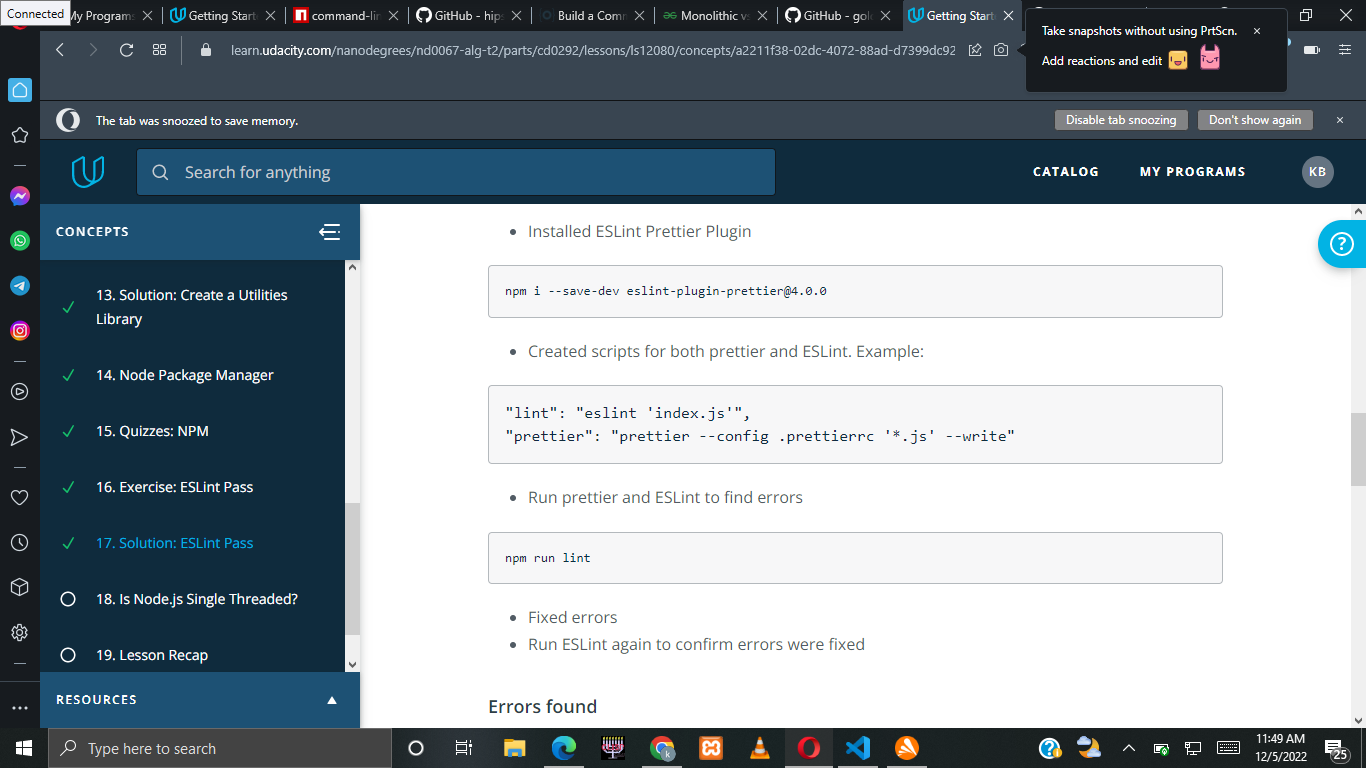 Connected
My Programs
Getting Start
command-lin
GitHub - hips
Build a Comm
Monolithic vs
GitHub - gol
Getting Starte
learn.udacity.com/nanodegrees/nd0067-alg-t2/parts/cd0292/lessons/ls12080/concepts/a2211f38-02dc-4072-88ad-d7399dc92
Take snapshots without using PrtScn.
Add reactions and edit
The tab was snoozed to save memory.
Disable tab snoozing
Don't show again
Search for anything
CATALOG
MY PROGRAMS
KB
CONCEPTS
13. Solution: Create a Utilities
Library
14. Node Package Manager
15. Quizzes: NPM
16. Exercise: ESLint Pass
17. Solution: ESLint Pass
18. Is Node.js Single Threaded?
19. Lesson Recap
RESOURCES
• Installed ESLint Prettier Plugin
npm i --save-dev eslint-plugin-prettier@4.0.0
• Created scripts for both prettier and ESLint. Example:
"lint": "eslint 'index.js'",
"prettier": "prettier --config .prettierrc '*.js' --write"
• Run prettier and ESLint to find errors
npm run lint
• Fixed errors
• Run ESLint again to confirm errors were fixed
Errors found
Type here to search
11:49 AM
12/5/2022
25